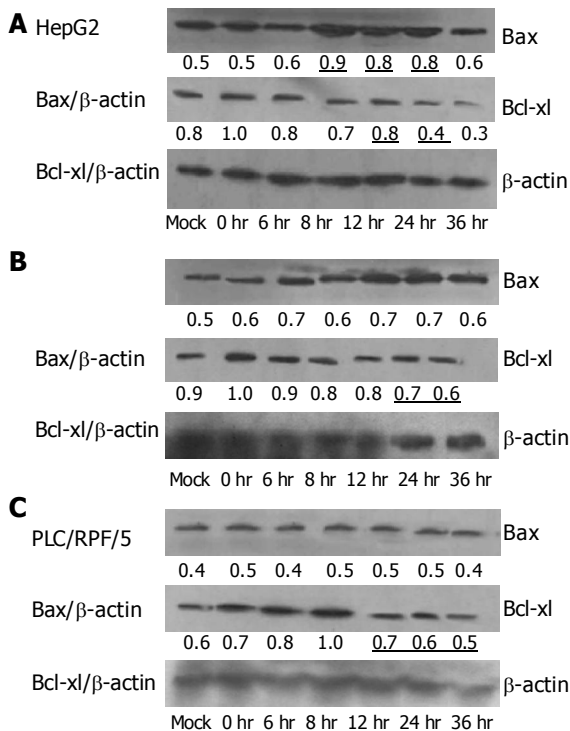 A HepG2
Bax
0.5 0.5 0.6 0.9 0.8 0.8 0.6
Bax/β-actin
Bcl-xl
0.8 1.0 0.8 0.7 0.8 0.4 0.3
Bcl-xl/β-actin
β-actin
Mock 0 hr 6 hr 8 hr 12 hr 24 hr 36 hr
B
Bax
0.5 0.6 0.7 0.6 0.7 0.7 0.6
Bax/β-actin
Bcl-xl
0.9 1.0 0.9 0.8 0.8 0.7 0.6
Bcl-xl/β-actin
β-actin
Mock 0 hr 6 hr 8 hr 12 hr 24 hr 36 hr
C
PLC/RPF/5
Bax
0.4 0.5 0.4 0.5 0.5 0.5 0.4
Bax/β-actin
Bcl-xl
0.6 0.7 0.8 1.0 0.7 0.6 0.5
Bcl-xl/β-actin
β-actin
Mock 0 hr 6 hr 8 hr 12 hr 24 hr 36 hr